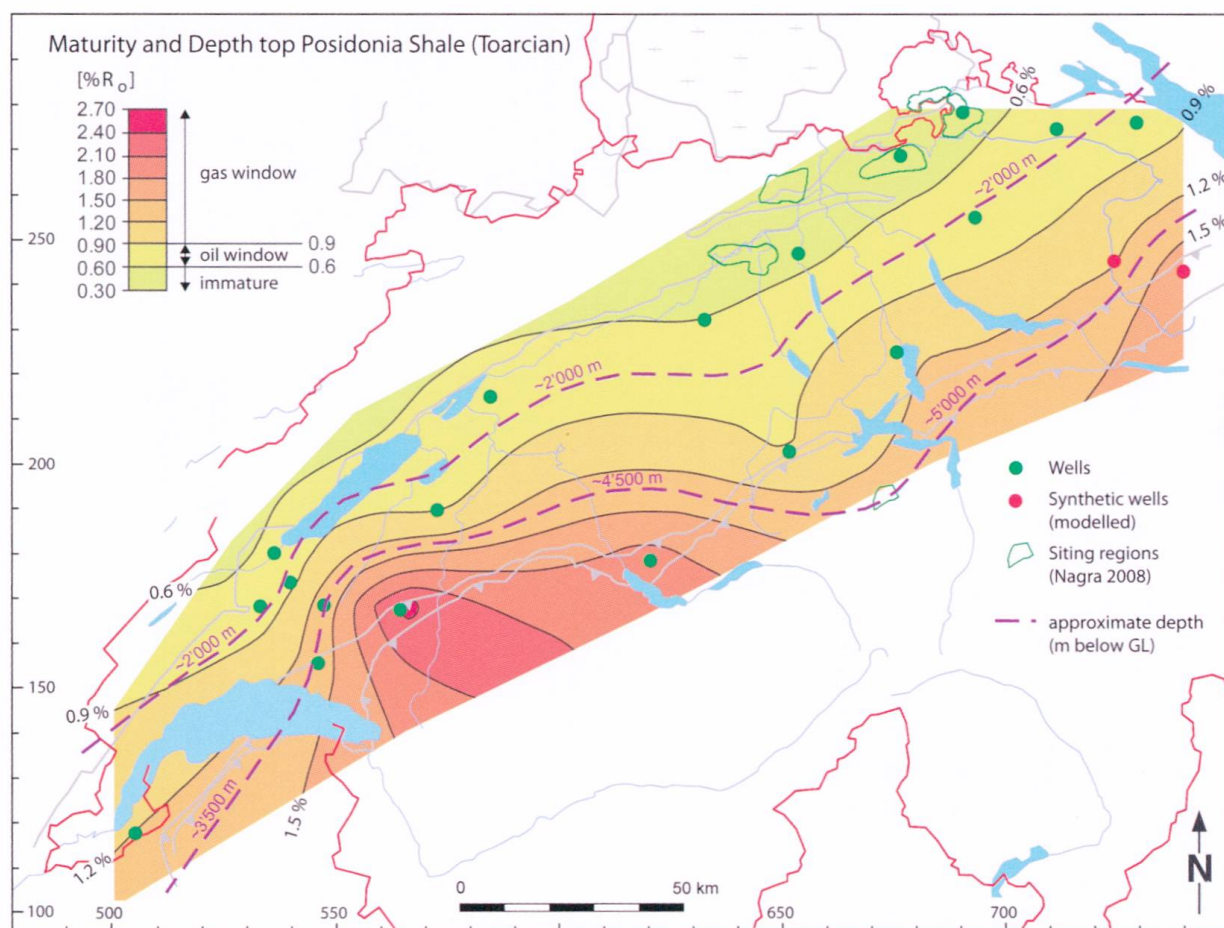 Maturity and Depth top Posidonia Shale (Toarcian)
[%Ro]
2.70
2.40
2.10
1.80
1.50
1.20
0.90
0.60
0.30
gas window
0.9
oil window
0.6
immature
0.6 %
0.9 %
1.2 %
1.5 %
~2'000 m
~2'000 m
~5'000 m
~4'500 m
0.6 %
~2'000 m
0.9 %
~3'500 m
1.5 %
1.2 %
Wells
Synthetic wells
(modelled)
Siting regions
(Nagra 2008)
approximate depth
(m below GL)
250
200
150
100
500
550
650
700
0
50 km
N